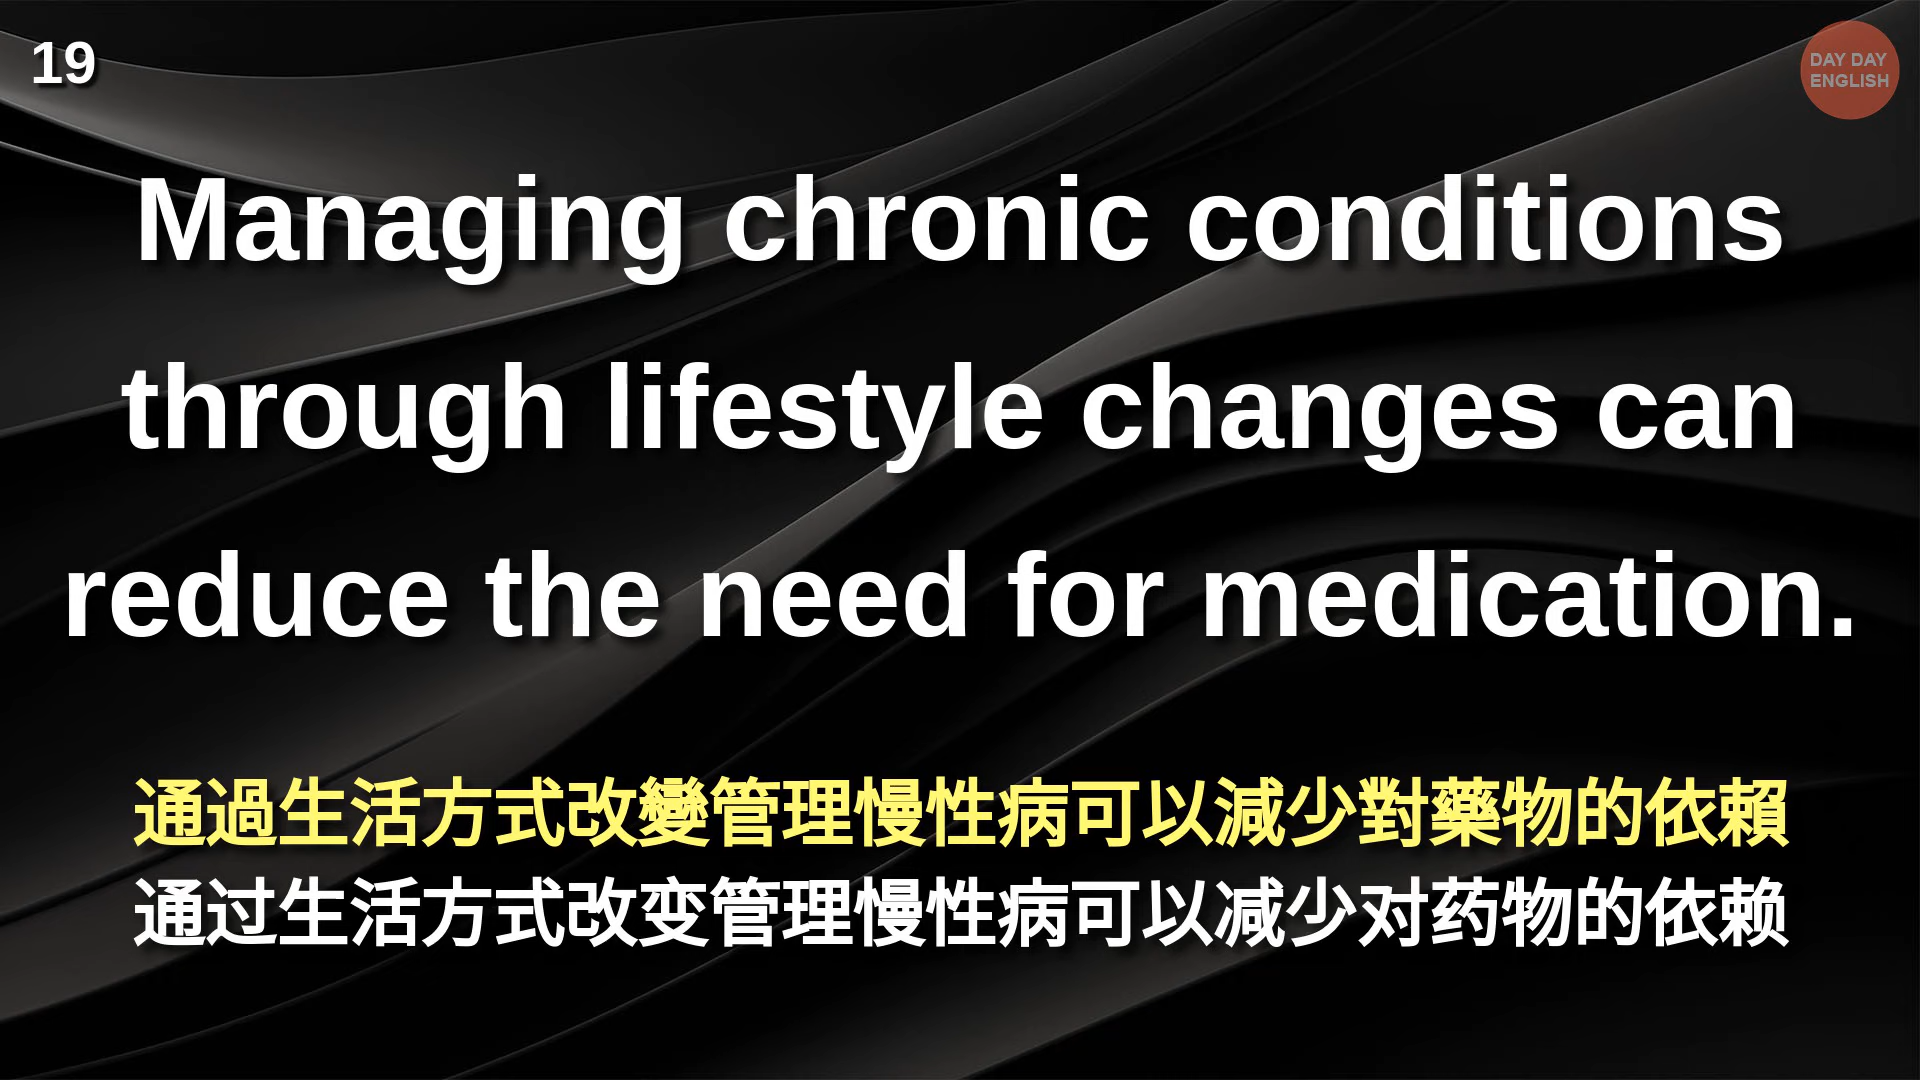 19
DAY DAY
ENGLISH
Managing chronic conditions
through lifestyle changes can
reduce the need for medication.
通過生活方式改變管理慢性病可以減少對藥物的依賴
通过生活方式改变管理慢性病可以减少对药物的依赖